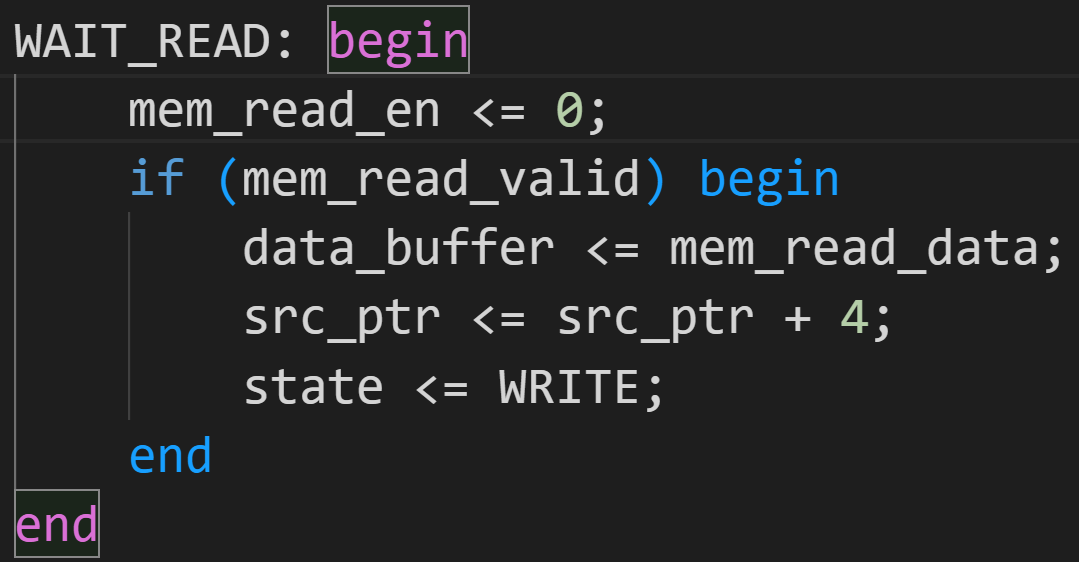 WAIT_READ: begin
mem_read_en <= 0;
if (mem_read_valid) begin
data_buffer <= mem_read_data;
src_ptr <= src_ptr + 4;
state <= WRITE;
end
end